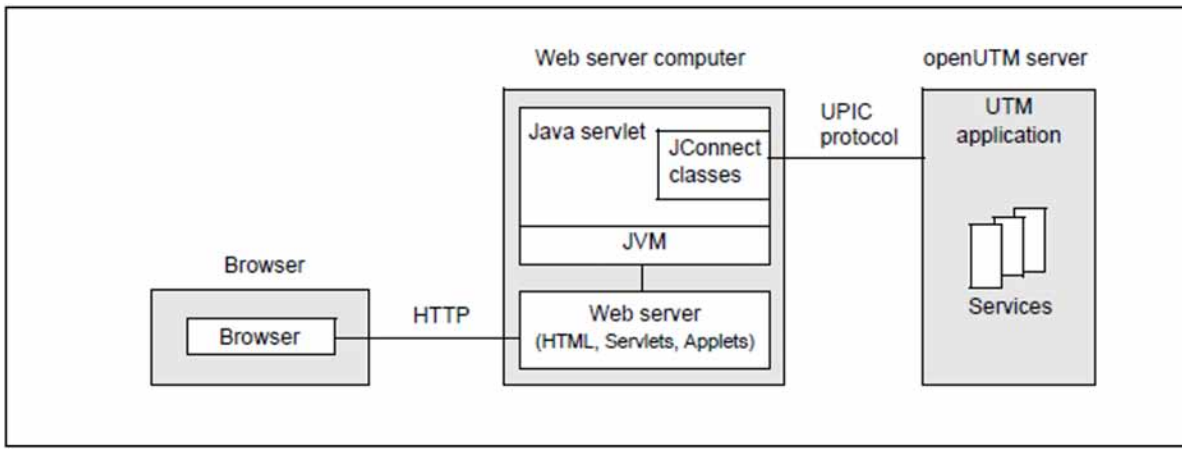 Web server computer
openUTM server
Java servlet
JConnect
classes
JVM
Web server
(HTML, Servlets, Applets)
UPIC
protocol
UTM
application
Services
Browser
Browser
HTTP